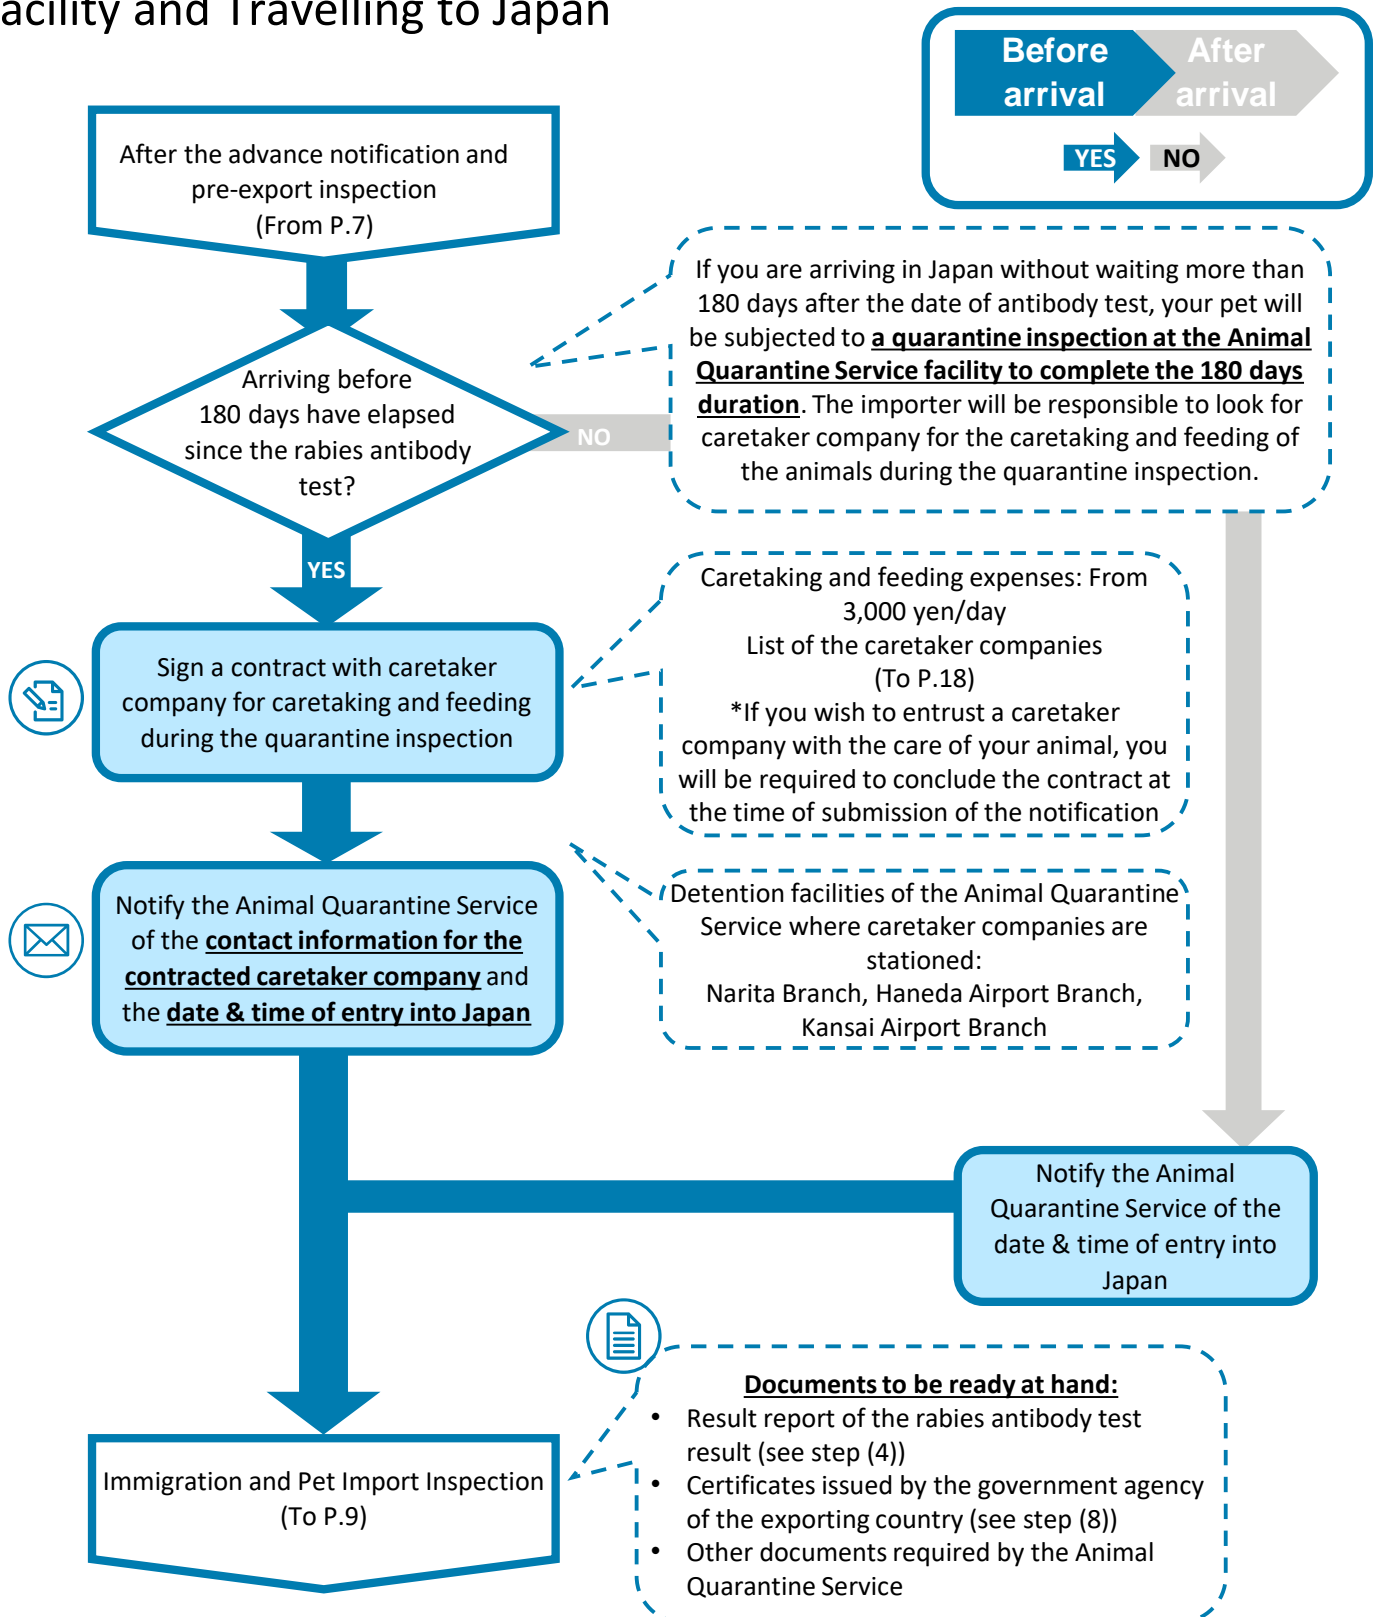 acility and Travelling to Japan
Before
arrival
After
arrival
YES
NO
After the advance notification and
pre-export inspection
(From P.7)
If you are arriving in Japan without waiting more than
180 days after the date of antibody test, your pet will
be subjected to a quarantine inspection at the Animal
Quarantine Service facility to complete the 180 days
duration. The importer will be responsible to look for
caretaker company for the caretaking and feeding of
the animals during the quarantine inspection.
Arriving before
180 days have elapsed
since the rabies antibody
test?
NO
YES
Caretaking and feeding expenses: From
3,000 yen/day
List of the caretaker companies
(To P.18)
*If you wish to entrust a caretaker
company with the care of your animal, you
will be required to conclude the contract at
the time of submission of the notification
Sign a contract with caretaker
company for caretaking and feeding
during the quarantine inspection
Detention facilities of the Animal Quarantine
Service where caretaker companies are
stationed:
Narita Branch, Haneda Airport Branch,
Kansai Airport Branch
Notify the Animal Quarantine Service
of the contact information for the
contracted caretaker company and
the date & time of entry into Japan
Notify the Animal
Quarantine Service of the
date & time of entry into
Japan
Documents to be ready at hand:
• Result report of the rabies antibody test
result (see step (4))
• Certificates issued by the government agency
of the exporting country (see step (8))
• Other documents required by the Animal
Quarantine Service
Immigration and Pet Import Inspection
(To P.9)